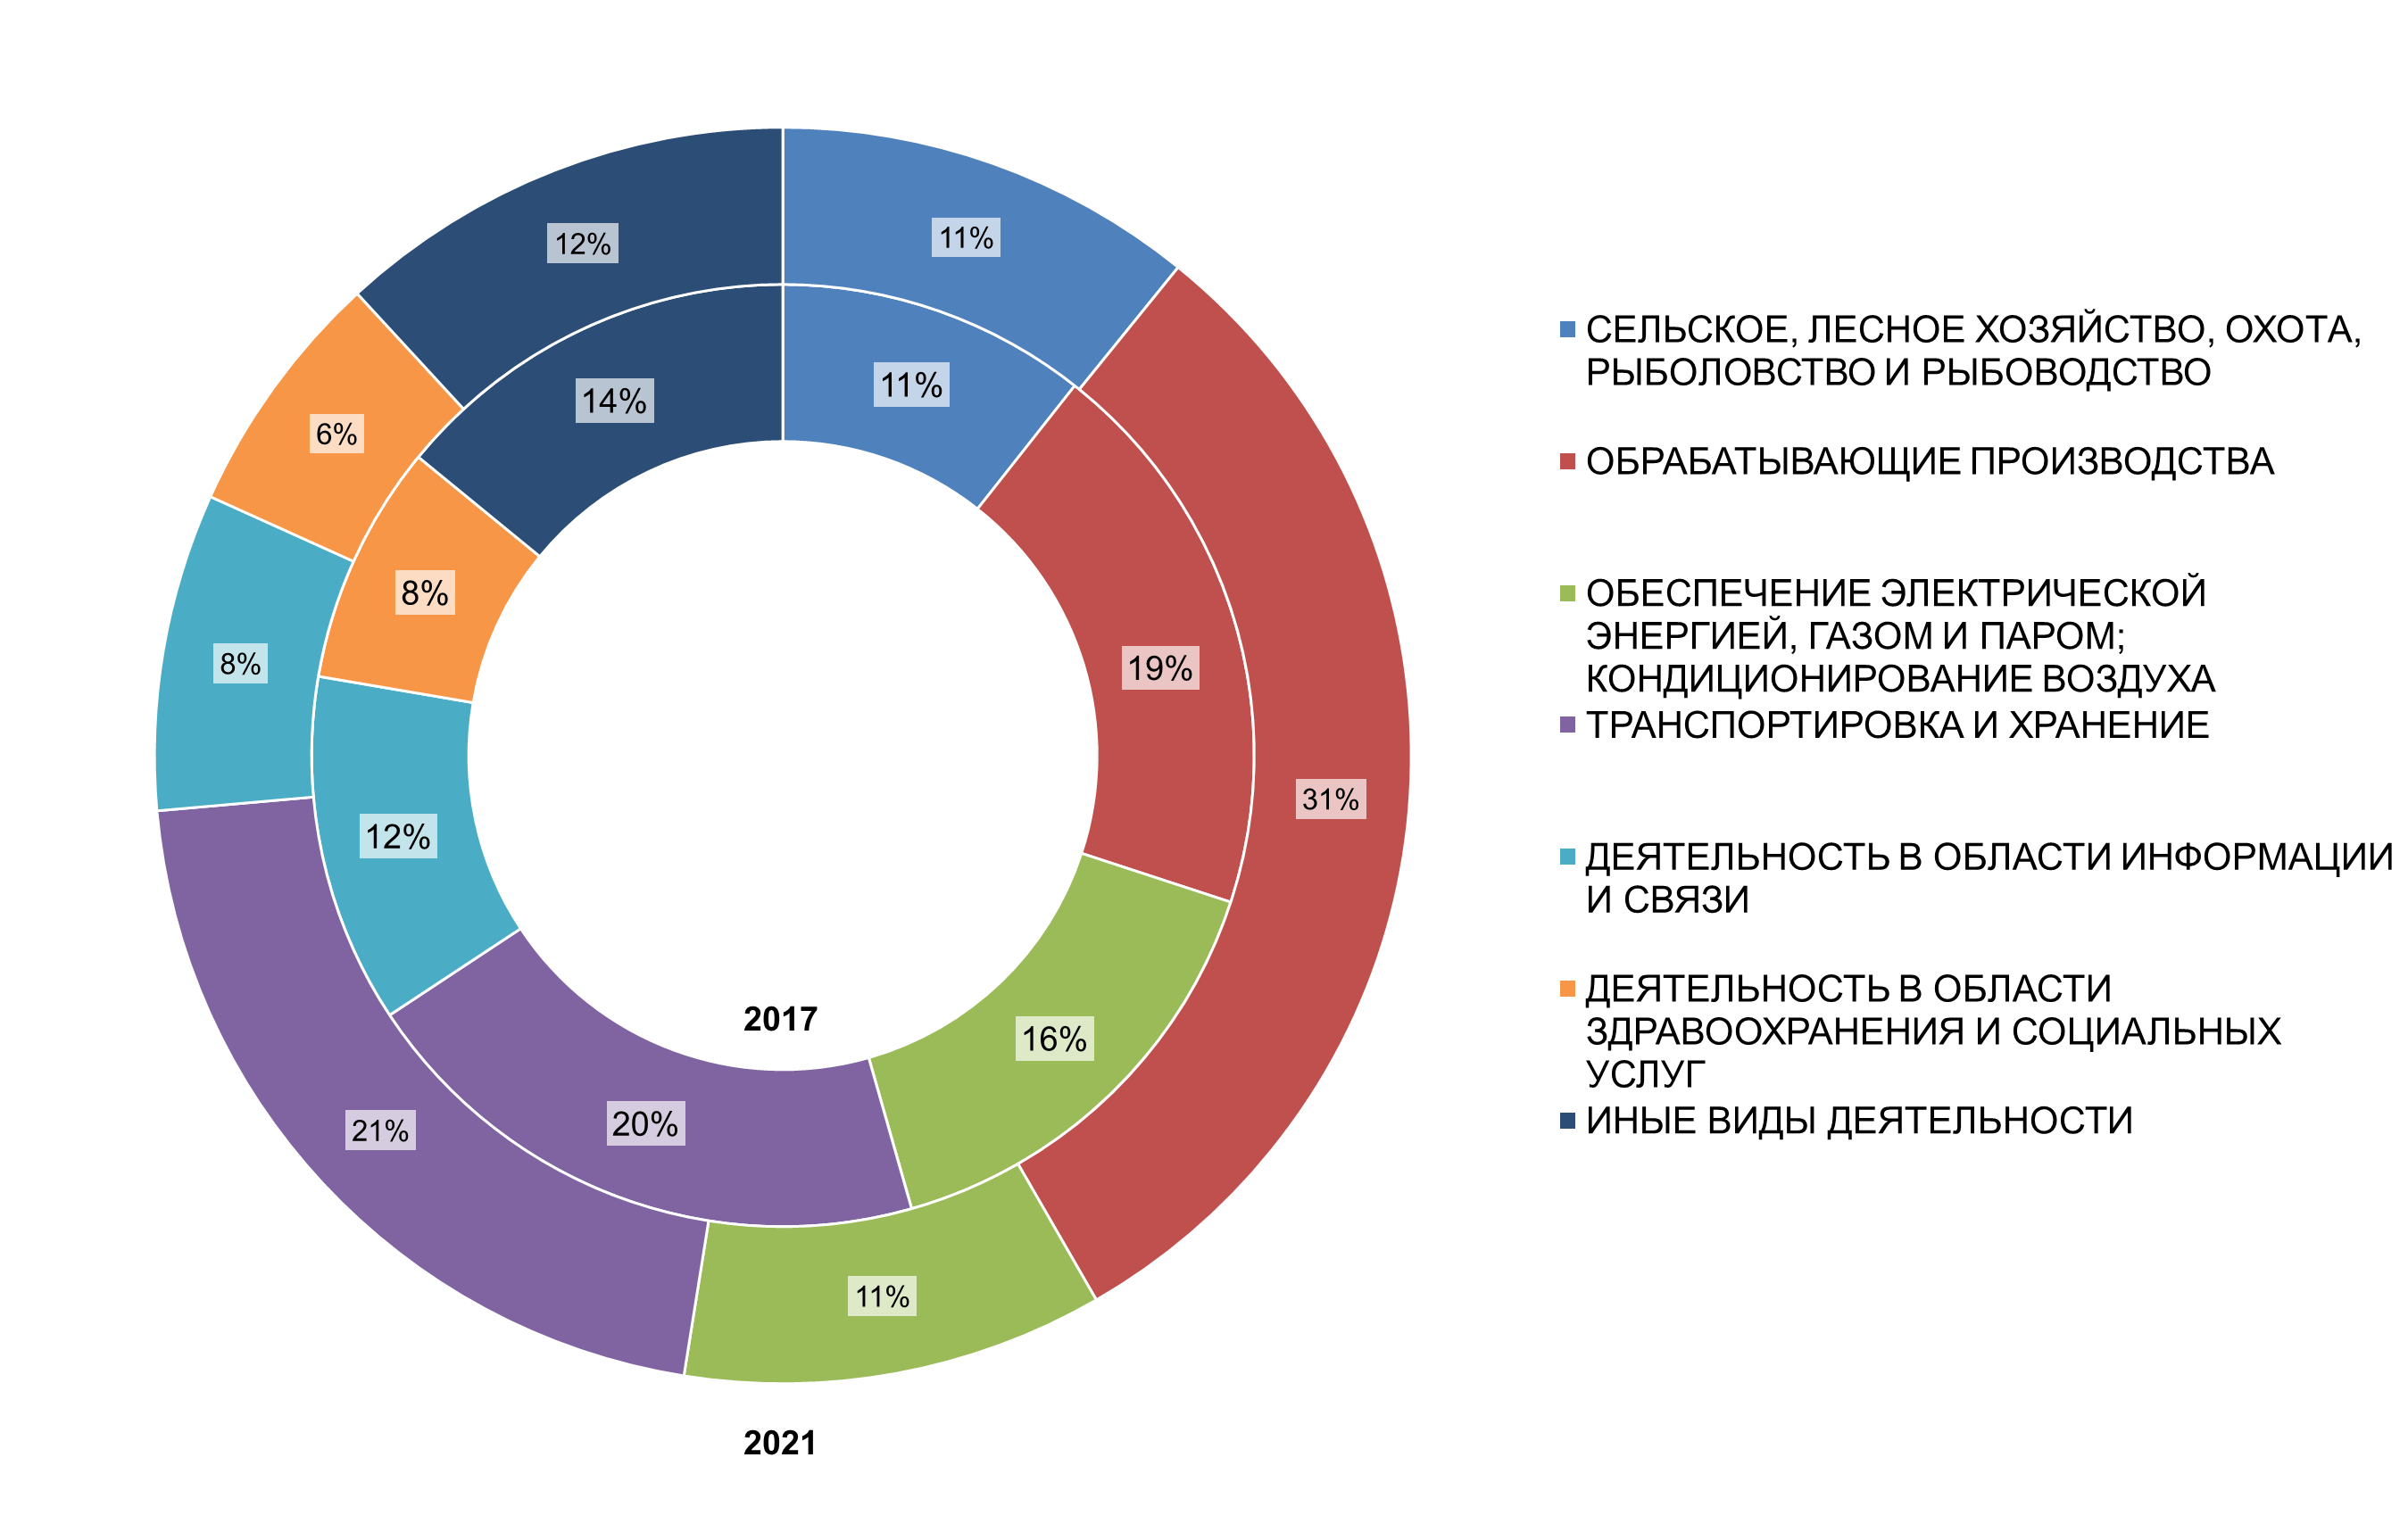 12%
11%
14%
11%
6%
8%
19%
8%
31%
12%
2017
16%
20%
21%
11%
2021
СЕЛЬСКОЕ, ЛЕСНОЕ ХОЗЯЙСТВО, ОХОТА,
РЫБОЛОВСТВО И РЫБОВОДСТВО
ОБРАБАТЫВАЮЩИЕ ПРОИЗВОДСТВА
ОБЕСПЕЧЕНИЕ ЭЛЕКТРИЧЕСКОЙ
ЭНЕРГИЕЙ, ГАЗОМ И ПАРОМ;
КОНДИЦИОНИРОВАНИЕ ВОЗДУХА
ТРАНСПОРТИРОВКА И ХРАНЕНИЕ
ДЕЯТЕЛЬНОСТЬ В ОБЛАСТИ ИНФОРМАЦИИ
И СВЯЗИ
ДЕЯТЕЛЬНОСТЬ В ОБЛАСТИ
ЗДРАВООХРАНЕНИЯ И СОЦИАЛЬНЫХ
УСЛУГ
ИНЫЕ ВИДЫ ДЕЯТЕЛЬНОСТИ